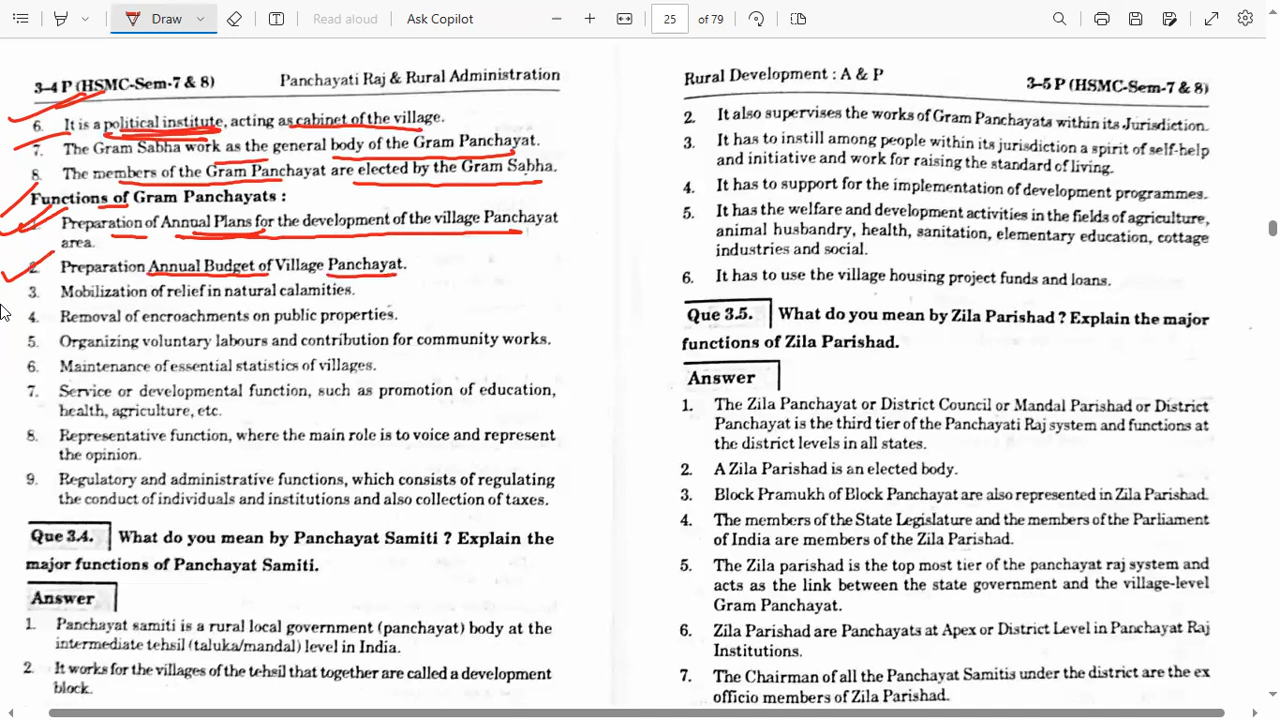 Draw
Read aloud
Ask Copilot
25
of 79
3–4 P (HSMC-Sem-7 & 8)
Panchayati Raj & Rural Administration
6. It is a political institute, acting as cabinet of the village.
7. The Gram Sabha work as the general body of the Gram Panchayat.
8. The members of the Gram Panchayat are elected by the Gram Sabha.
Functions of Gram Panchayats :
1. Preparation of Annual Plans for the development of the village Panchayat
area.
2. Preparation Annual Budget of Village Panchayat.
3. Mobilization of relief in natural calamities.
4. Removal of encroachments on public properties.
5. Organizing voluntary labours and contribution for community works.
6. Maintenance of essential statistics of villages.
7. Service or developmental function, such as promotion of education,
health, agriculture, etc.
8. Representative function, where the main role is to voice and represent
the opinion.
9. Regulatory and administrative functions, which consists of regulating
the conduct of individuals and institutions and also collection of taxes.
Que 3.4. What do you mean by Panchayat Samiti ? Explain the
major functions of Panchayat Samiti.
Answer
1. Panchayat samiti is a rural local government (panchayat) body at the
intermediate tehsil (taluka/mandal) level in India.
2. It works for the villages of the tehsil that together are called a development
block.
Rural Development : A & P
3–5 P (HSMC-Sem-7 & 8)
2. It also supervises the works of Gram Panchayats within its Jurisdiction.
3. It has to instill among people within its jurisdiction a spirit of self-help
and initiative and work for raising the standard of living.
4. It has to support for the implementation of development programmes.
5. It has the welfare and development activities in the fields of agriculture,
animal husbandry, health, sanitation, elementary education, cottage
industries and social.
6. It has to use the village housing project funds and loans.
Que 3.5. What do you mean by Zila Parishad ? Explain the major
functions of Zila Parishad.
Answer
1. The Zila Panchayat or District Council or Mandal Parishad or District
Panchayat is the third tier of the Panchayati Raj system and functions at
the district levels in all states.
2. A Zila Parishad is an elected body.
3. Block Pramukh of Block Panchayat are also represented in Zila Parishad.
4. The members of the State Legislature and the members of the Parliament
of India are members of the Zila Parishad.
5. The Zila parishad is the top most tier of the panchayat raj system and
acts as the link between the state government and the village-level
Gram Panchayat.
6. Zila Parishad are Panchayats at Apex or District Level in Panchayat Raj
Institutions.
7. The Chairman of all the Panchayat Samitis under the district are the ex
officio members of Zila Parishad.